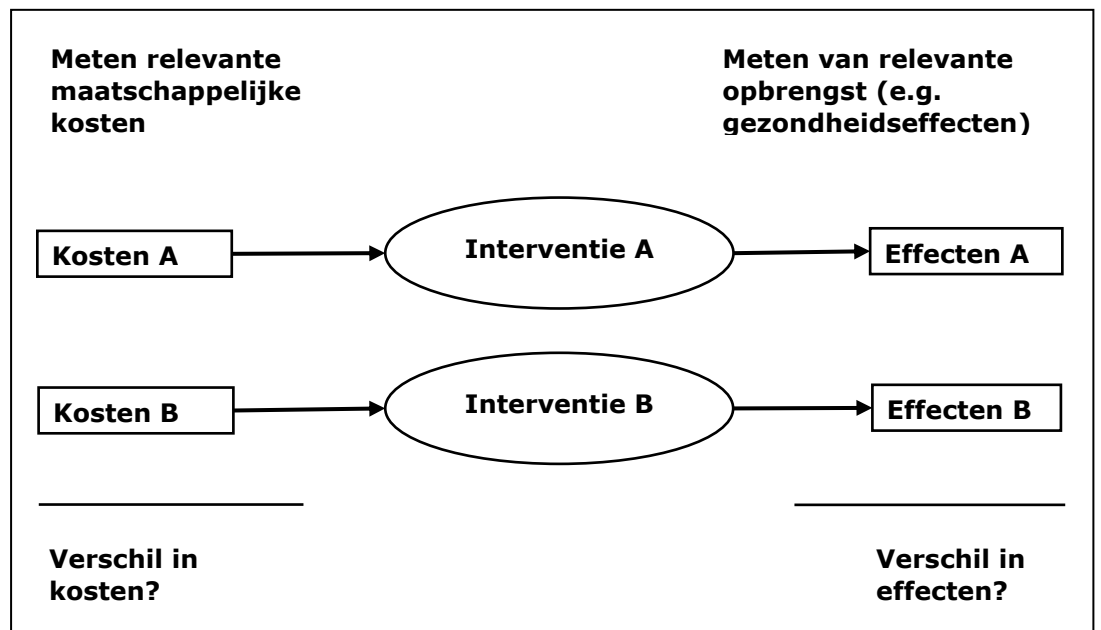 Meten relevante
maatschappelijke
kosten
Meten van relevante
opbrengst (e.g.
gezondheidseffecten)
Kosten A
Interventie A
Effecten A
Kosten B
Interventie B
Effecten B
Verschil in
kosten?
Verschil in
effecten?